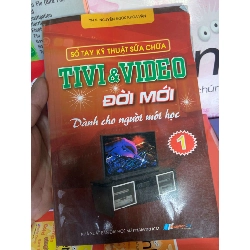 SỔ TAY KỸ THUẬT SỬA CHỮA
TIVI & VIDEO
ĐỜI MỚI
Dành cho người mới học
1